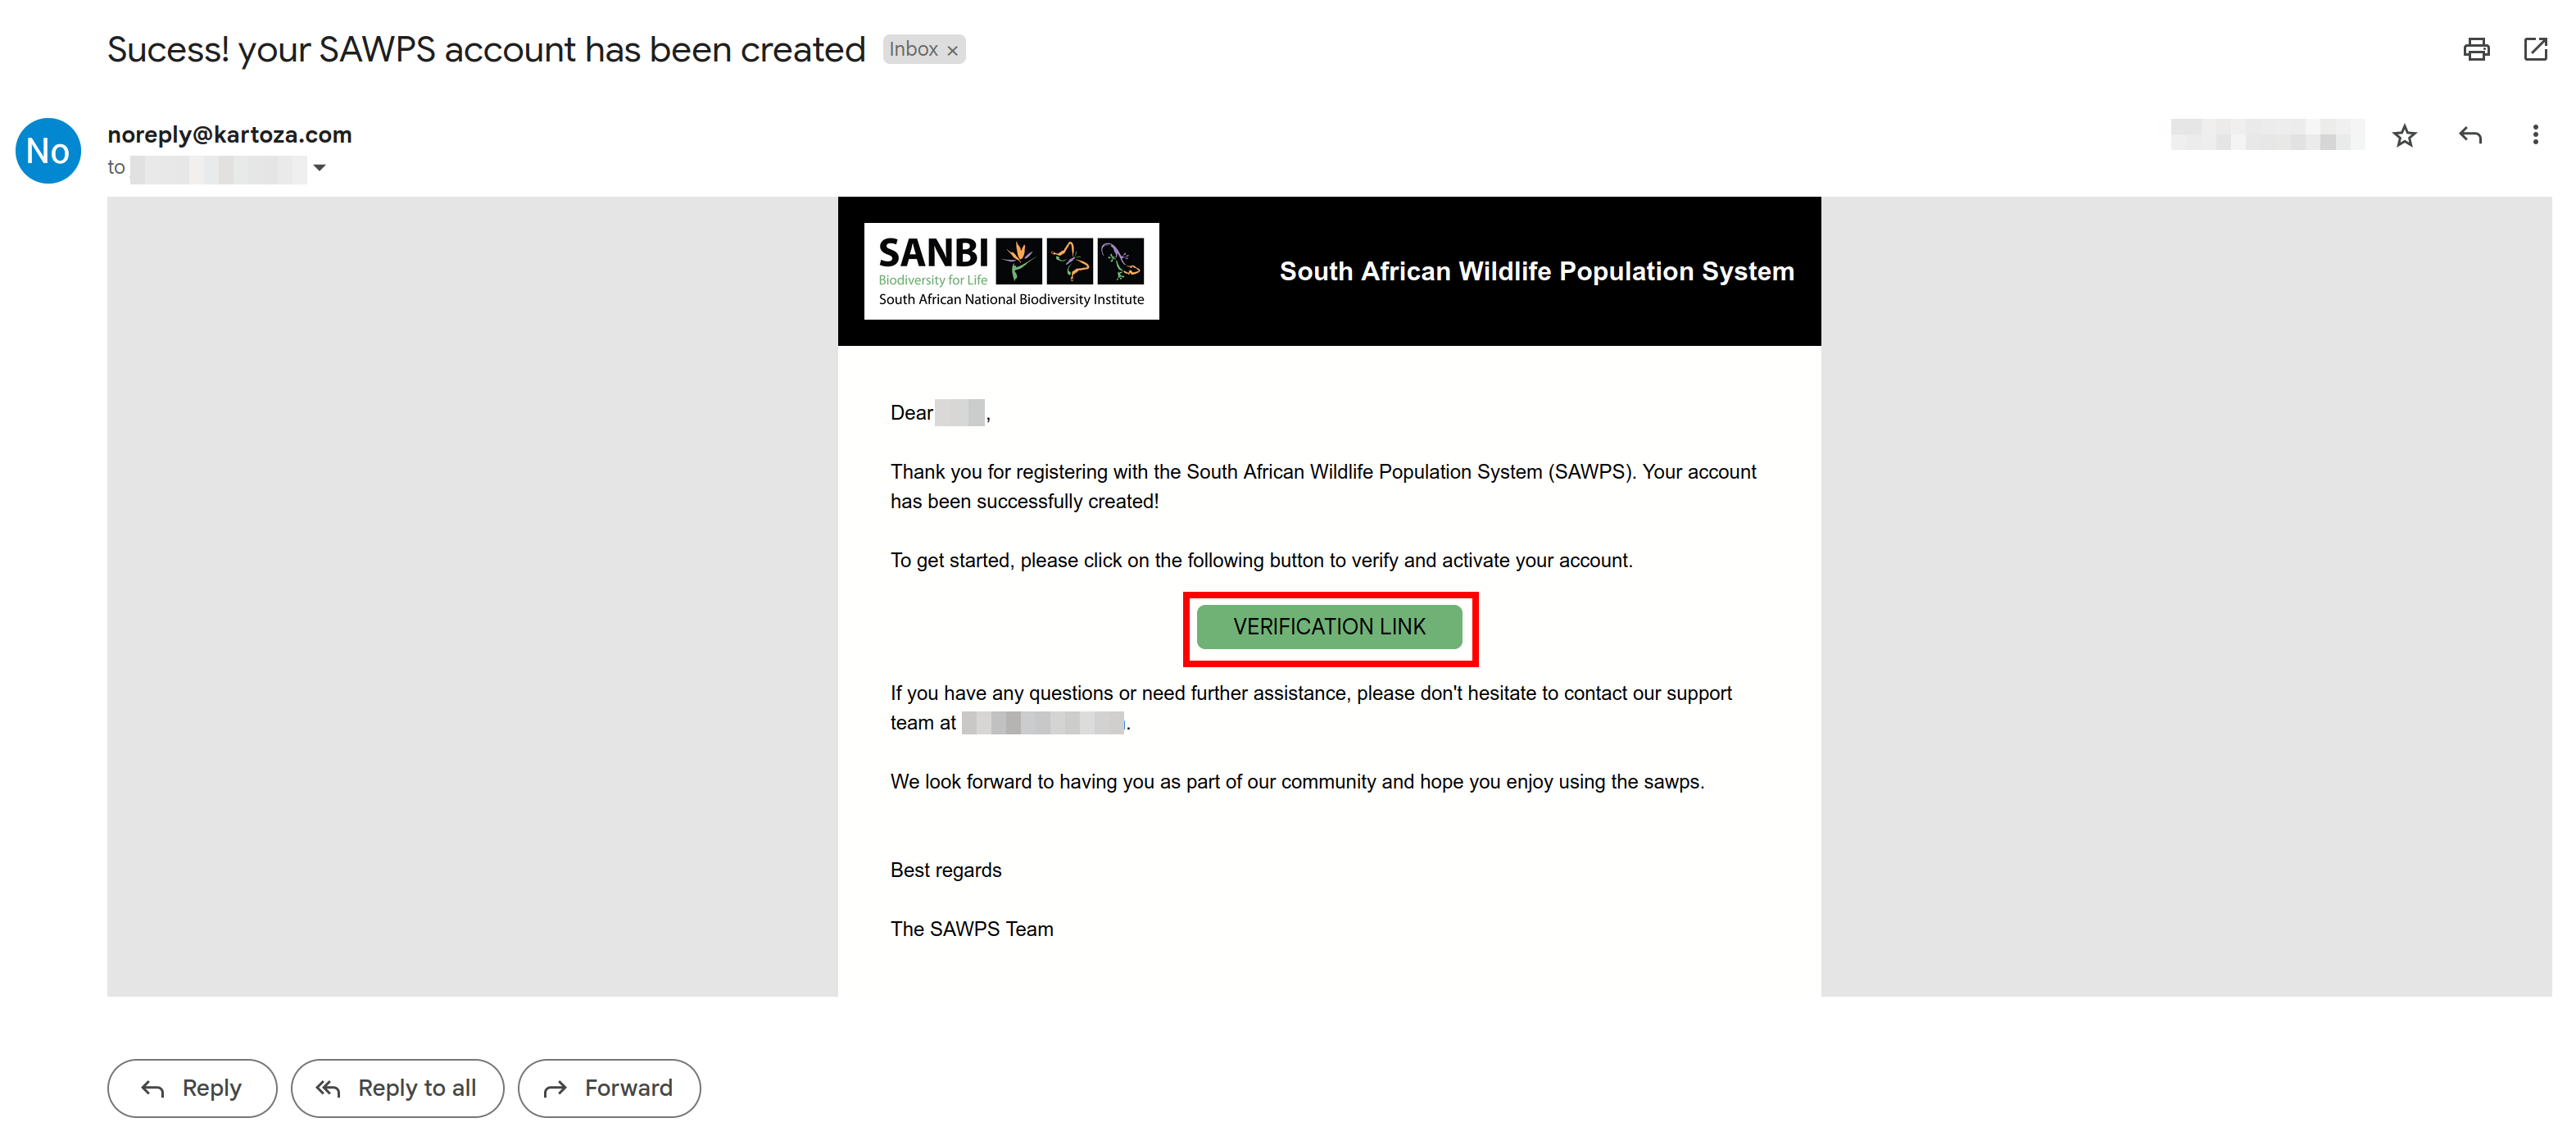 Sucess! your SAWPS account has been created Inbox ×
No
noreply@kartoza.com
to
SANBI
Biodiversity for Life
South African National Biodiversity Institute
South African Wildlife Population System
Dear ,
Thank you for registering with the South African Wildlife Population System (SAWPS). Your account
has been successfully created!
To get started, please click on the following button to verify and activate your account.
VERIFICATION LINK
If you have any questions or need further assistance, please don't hesitate to contact our support
team at .
We look forward to having you as part of our community and hope you enjoy using the sawps.
Best regards
The SAWPS Team
Reply
Reply to all
Forward